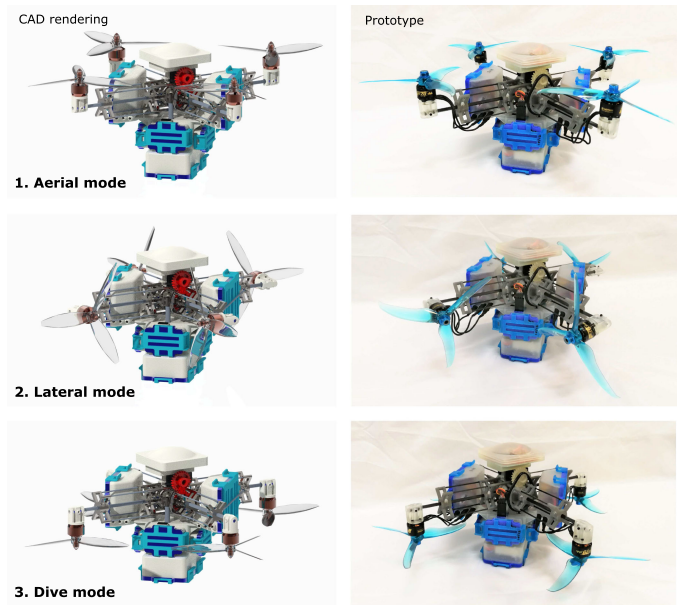 CAD rendering
Prototype
1. Aerial mode
2. Lateral mode
3. Dive mode